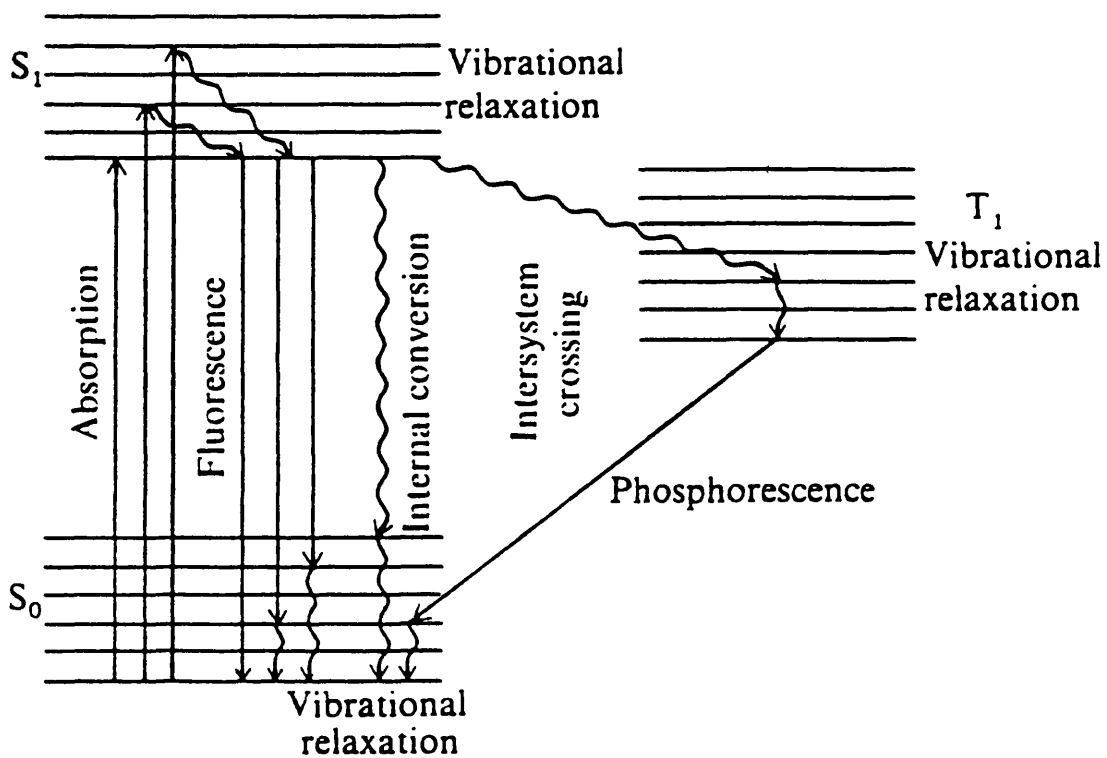 S1
Vibrational
relaxation
T1
Vibrational
relaxation
Absorption
Fluorescence
Internal conversion
Intersystem
crossing
Phosphorescence
S0
Vibrational
relaxation